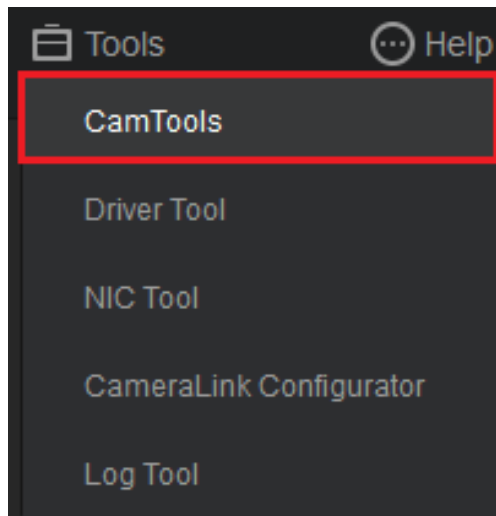 Tools Help
CamTools
Driver Tool
NIC Tool
CameraLink Configurator
Log Tool